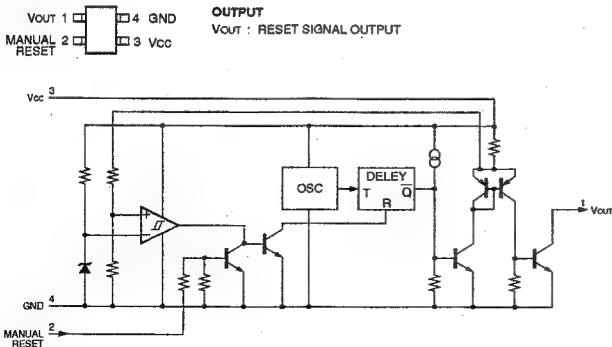 VOUT 1
4 GND
MANUAL RESET 2
3 VCC
OUTPUT
VOUT : RESET SIGNAL OUTPUT
VCC 3
OSC
DELEY
T
Q
R
+
−
1
VOUT
GND 4
MANUAL RESET 2